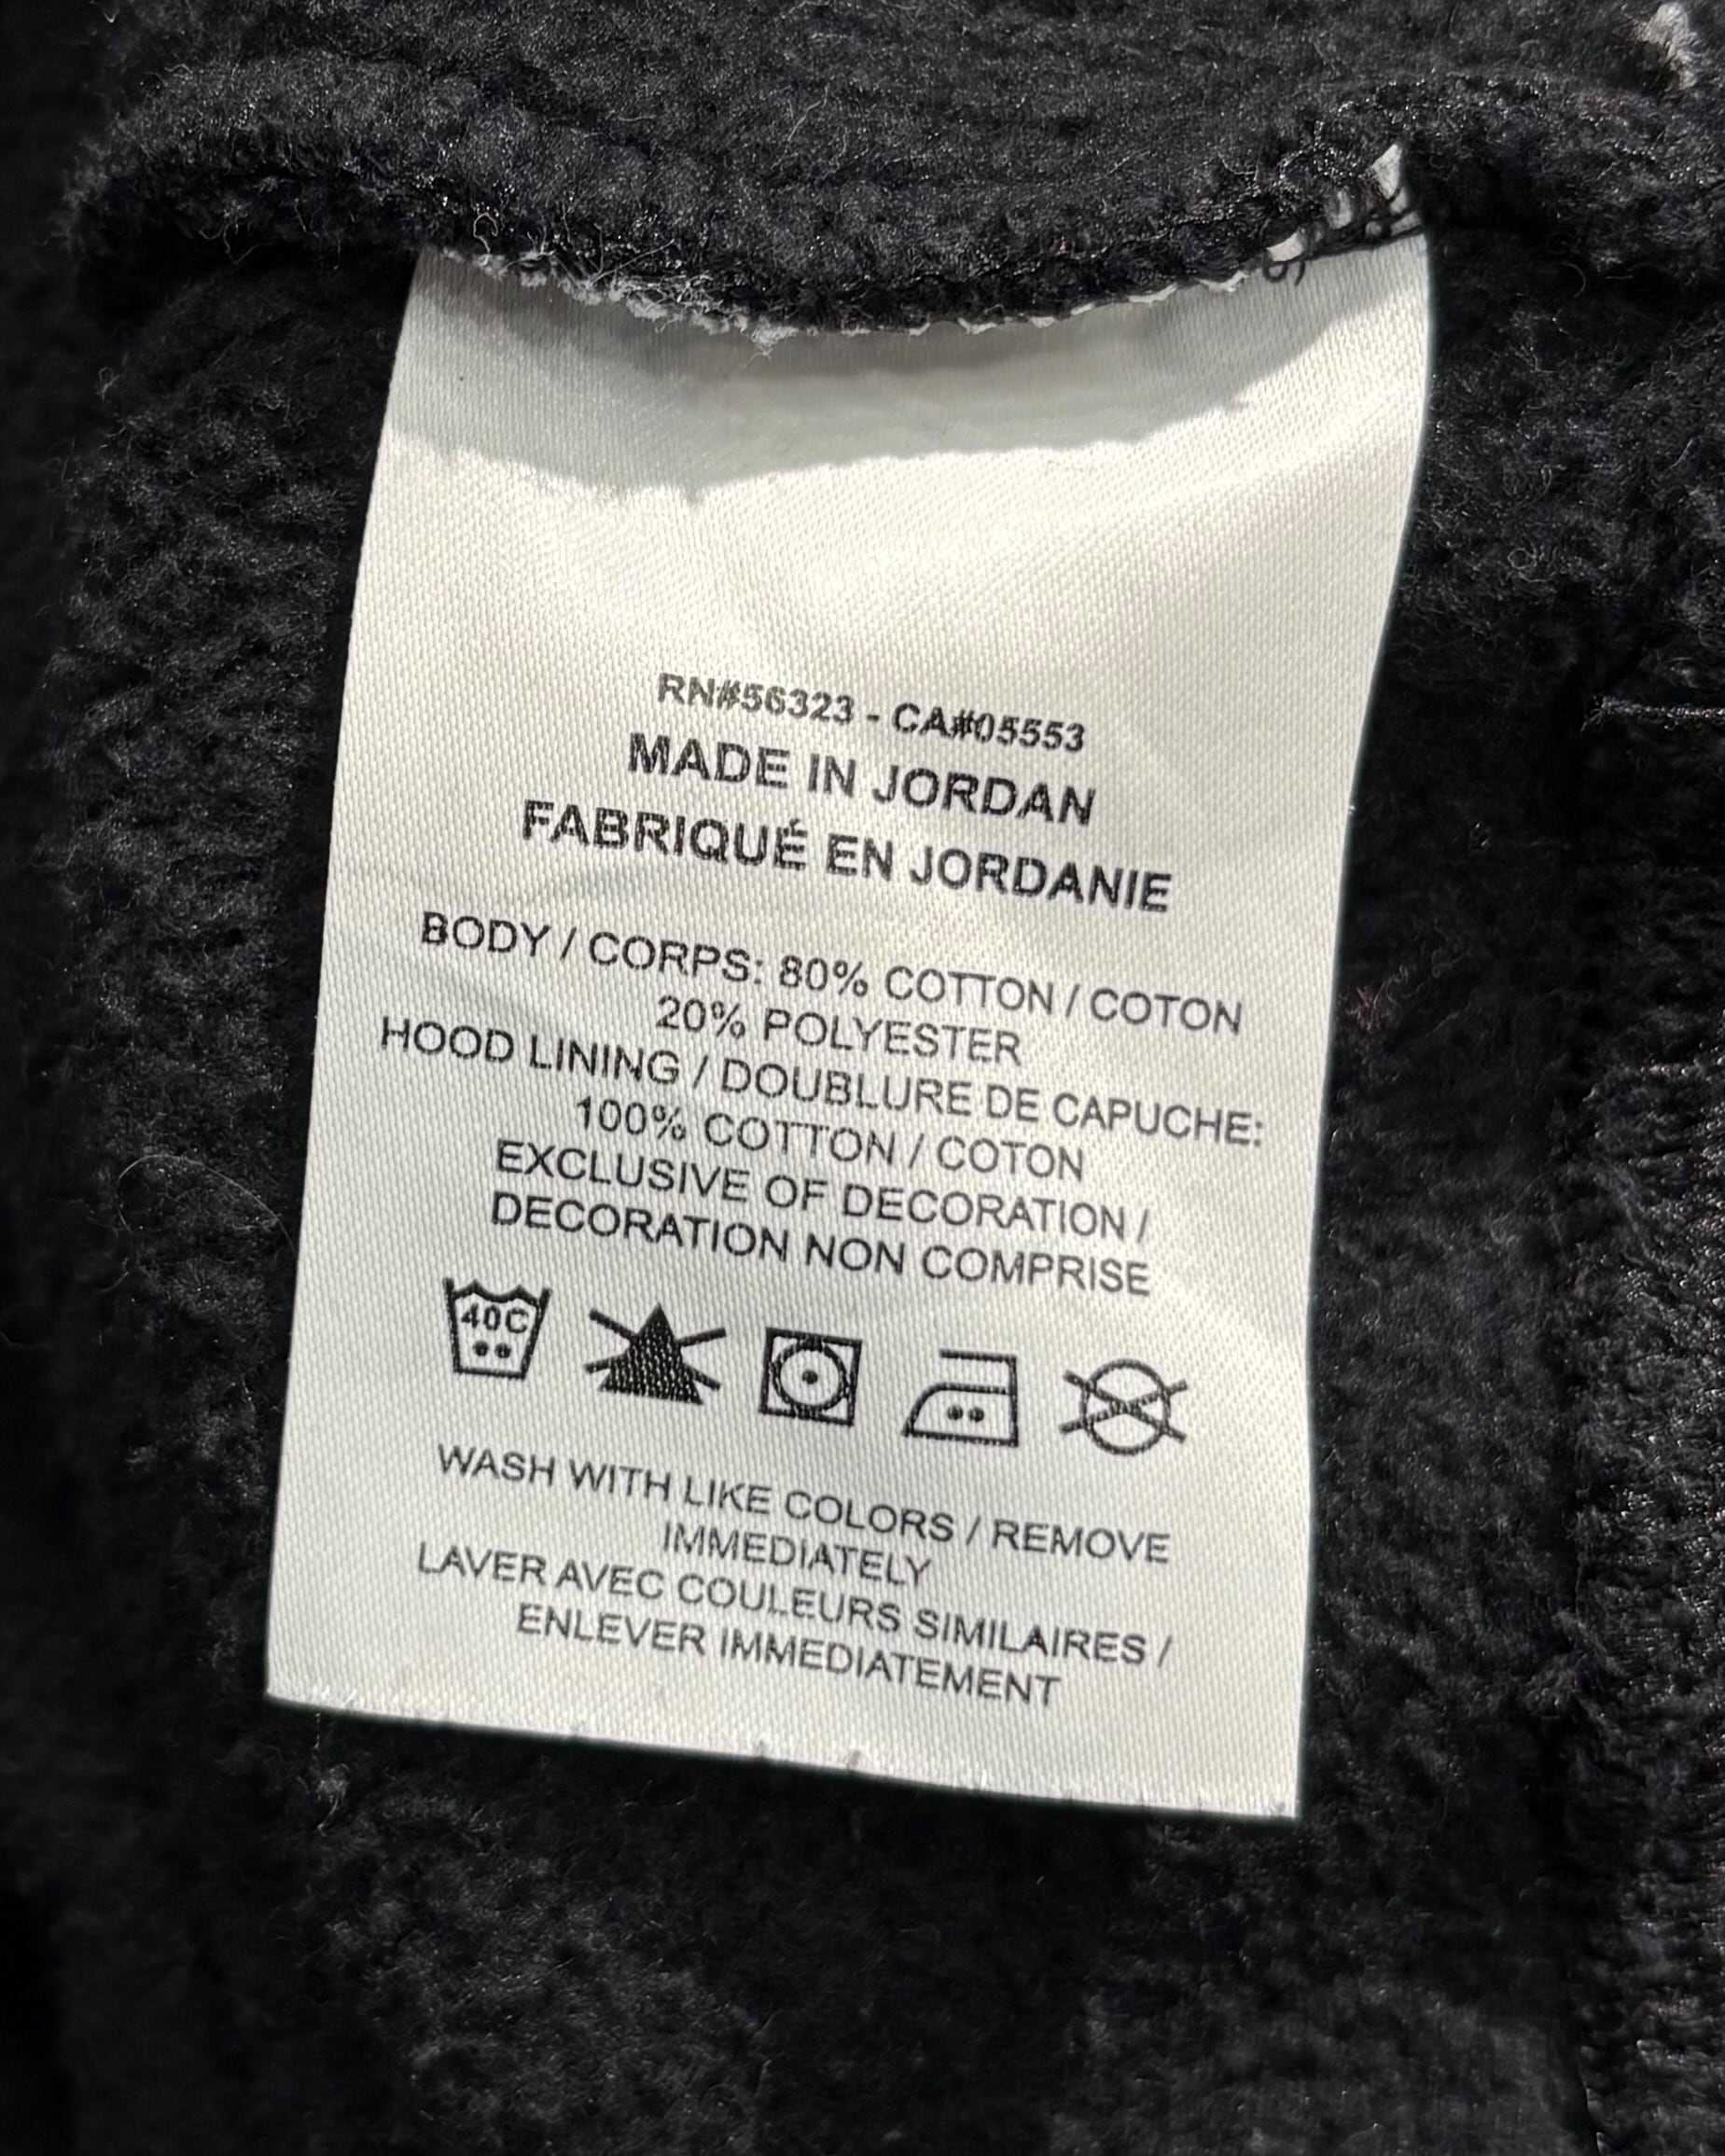 RN#56323 - CA#05553
MADE IN JORDAN
FABRIQUÉ EN JORDANIE
BODY / CORPS: 80% COTTON / COTON
20% POLYESTER
HOOD LINING / DOUBLURE DE CAPUCHE:
100% COTTON / COTON
EXCLUSIVE OF DECORATION /
DECORATION NON COMPRISE
40C
WASH WITH LIKE COLORS / REMOVE
IMMEDIATELY
LAVER AVEC COULEURS SIMILAIRES /
ENLEVER IMMEDIATEMENT